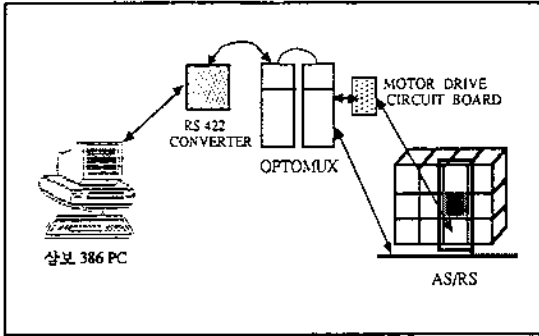 RS 422
CONVERTER
OPTOMUX
MOTOR DRIVE
CIRCUIT BOARD
삼보 386 PC
AS/RS